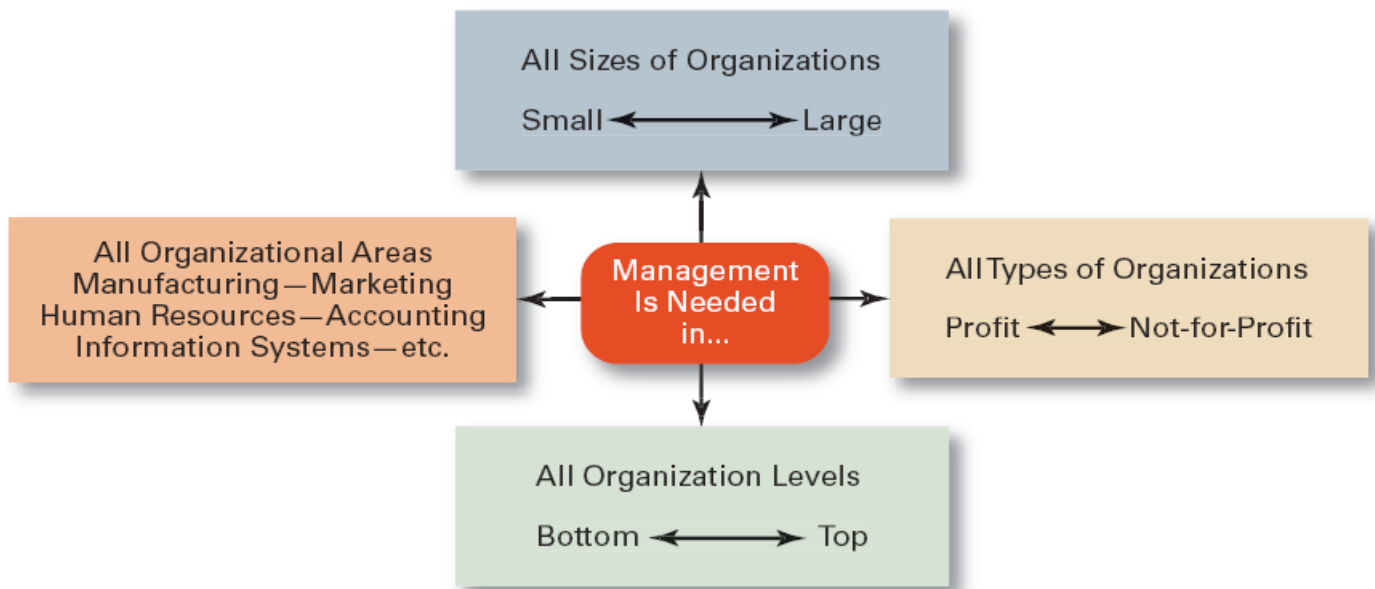 All Sizes of Organizations
Small Large
All Organizational Areas
Manufacturing—Marketing
Human Resources—Accounting
Information Systems—etc.
Management
Is Needed
in...
All Types of Organizations
Profit Not-for-Profit
All Organization Levels
Bottom Top